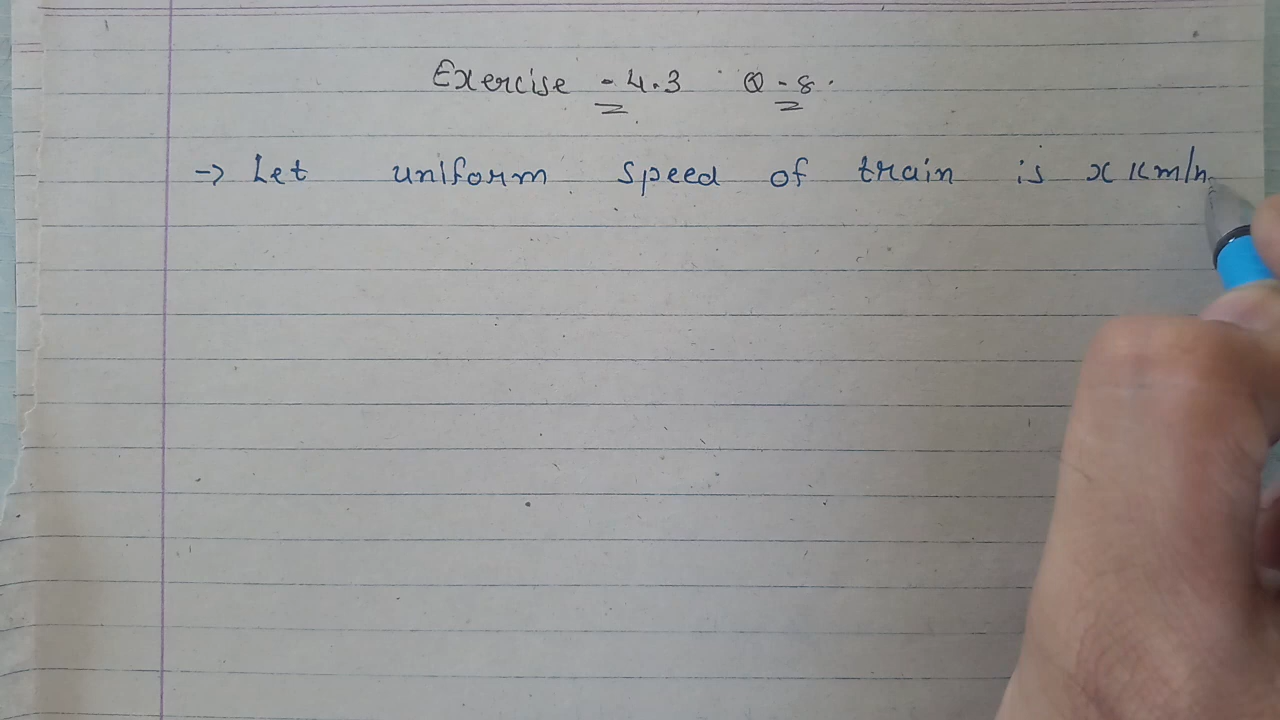 Exercise - 4.3 Q - 8.
→ Let uniform speed of train is x km/h